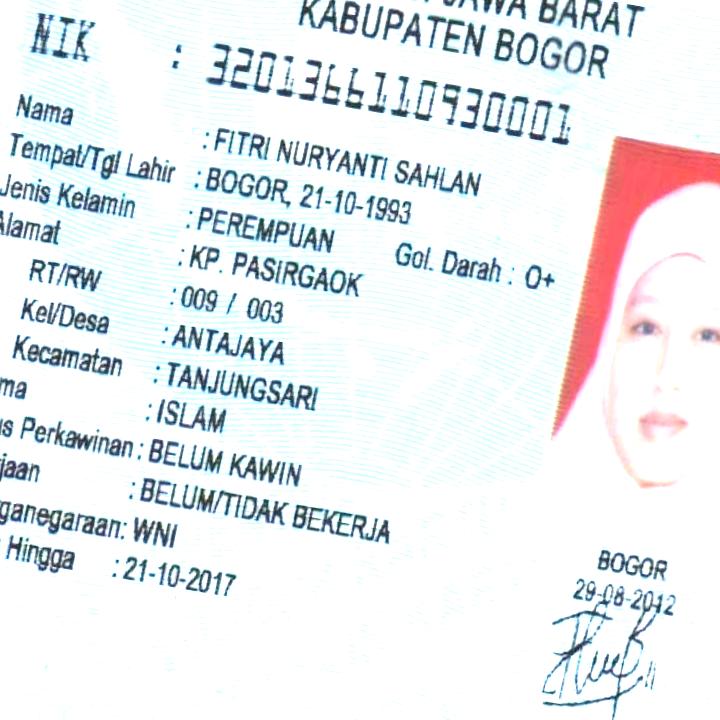 JAWA BARAT
KABUPATEN BOGOR
NIK : 3201366110930001
Nama : FITRI NURYANTI SAHLAN
Tempat/Tgl Lahir : BOGOR, 21-10-1993
Jenis Kelamin : PEREMPUAN Gol. Darah : O+
Alamat : KP. PASIRGAOK
RT/RW : 009 / 003
Kel/Desa : ANTAJAYA
Kecamatan : TANJUNGSARI
ma : ISLAM
us Perkawinan : BELUM KAWIN
jaan : BELUM/TIDAK BEKERJA
ganegaraan: WNI
Hingga : 21-10-2017
BOGOR
29-08-2012